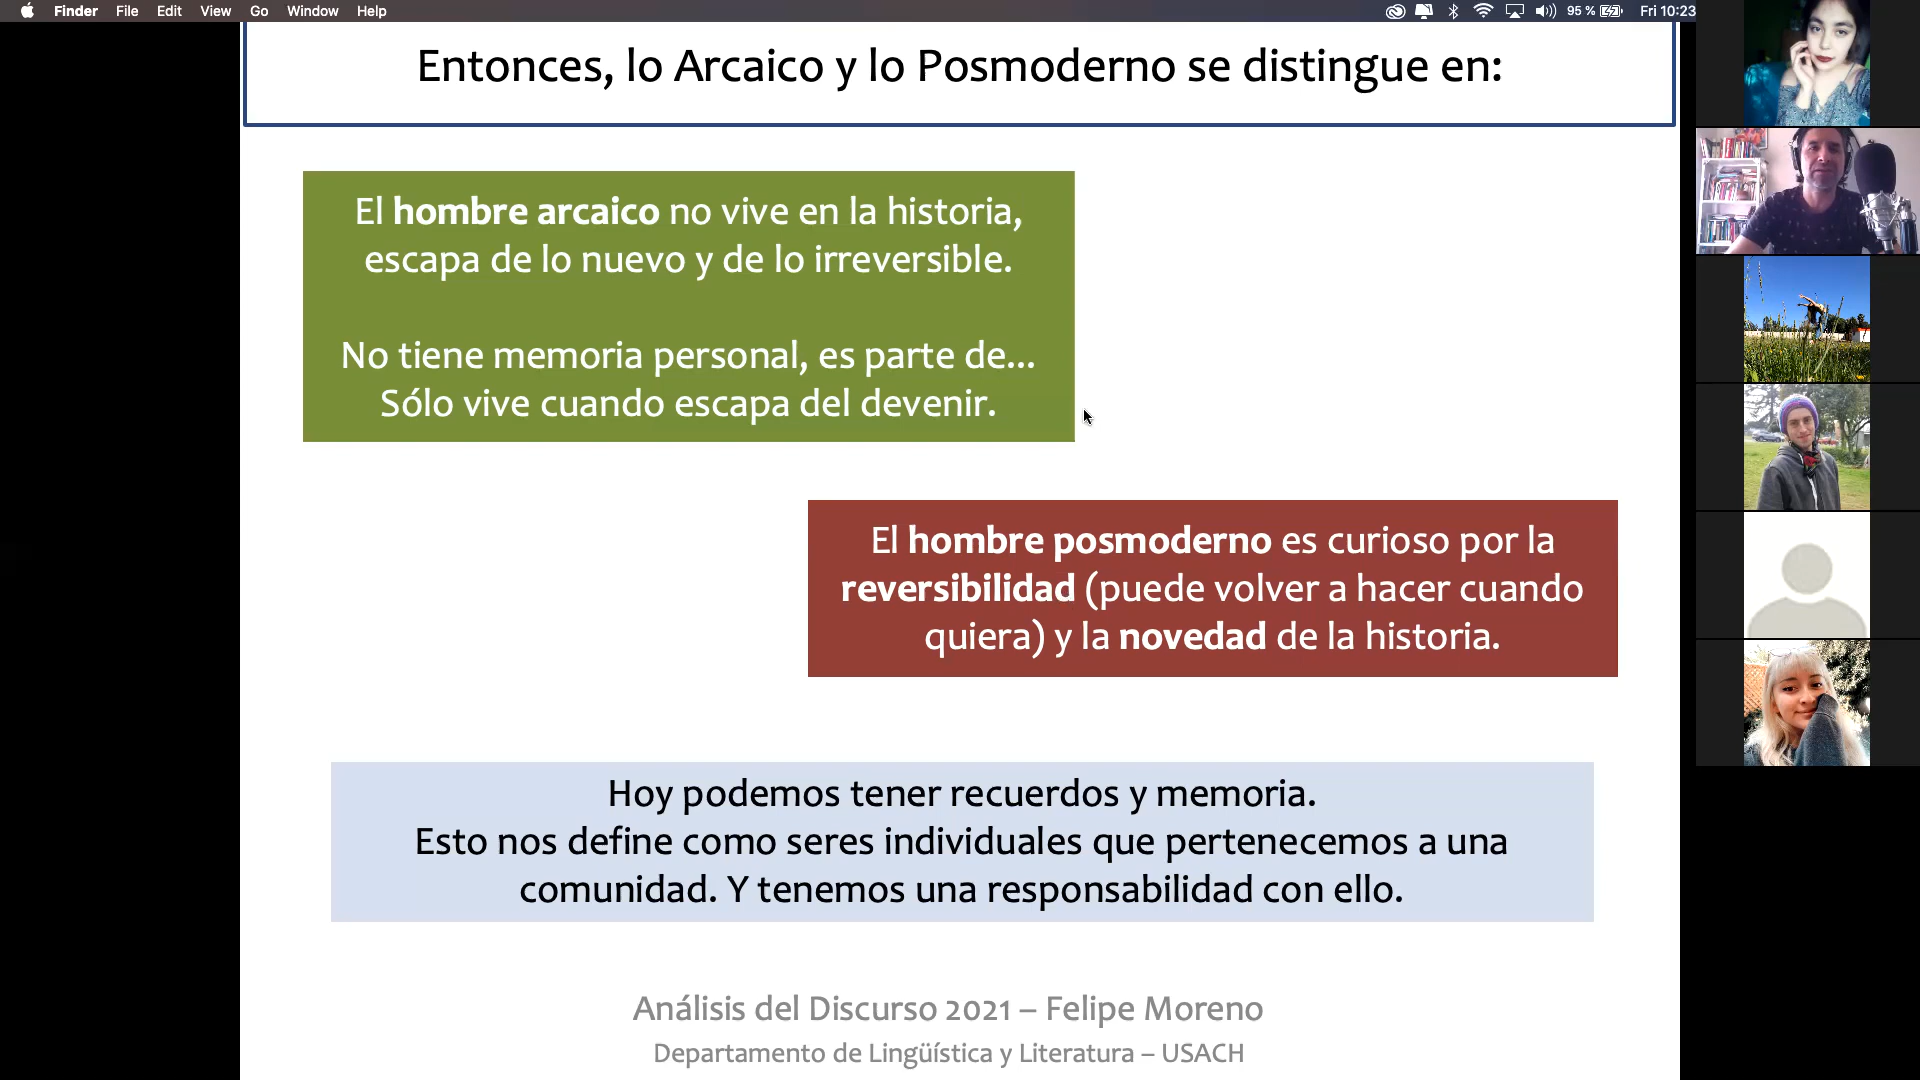 Finder File Edit View Go Window Help 95 % Fri 10:23
Entonces, lo Arcaico y lo Posmoderno se distingue en:
El hombre arcaico no vive en la historia,
escapa de lo nuevo y de lo irreversible.
No tiene memoria personal, es parte de...
Sólo vive cuando escapa del devenir.
El hombre posmoderno es curioso por la
reversibilidad (puede volver a hacer cuando
quiera) y la novedad de la historia.
Hoy podemos tener recuerdos y memoria.
Esto nos define como seres individuales que pertenecemos a una
comunidad. Y tenemos una responsabilidad con ello.
Análisis del Discurso 2021 – Felipe Moreno
Departamento de Lingüística y Literatura – USACH